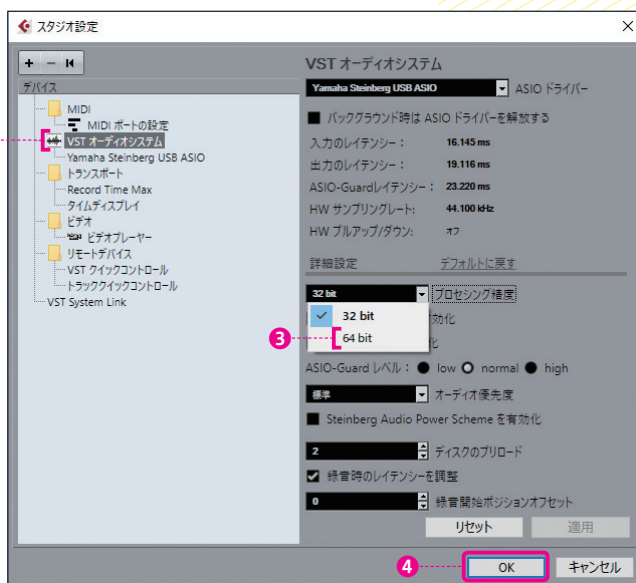 スタジオ設定
デバイス
MIDI
MIDI ポートの設定
VST オーディオシステム
Yamaha Steinberg USB ASIO
トランスポート
Record Time Max
タイムディスプレイ
ビデオ
ビデオプレーヤー
リモートデバイス
VST クイックコントロール
トラッククイックコントロール
VST System Link
VST オーディオシステム
Yamaha Steinberg USB ASIO ASIO ドライバー
バックグラウンド時は ASIO ドライバーを解放する
入力のレイテンシー： 16.145 ms
出力のレイテンシー： 19.116 ms
ASIO-Guardレイテンシー： 23.220 ms
HW サンプリングレート: 44.100 kHz
HW プルアップ/ダウン: オフ
詳細設定 デフォルトに戻す
32 bit プロセシング精度
32 bit 効化
❸ 64 bit 化
ASIO-Guard レベル： low normal high
標準 オーディオ優先度
Steinberg Audio Power Scheme を有効化
2 ディスクのプリロード
録音時のレイテンシーを調整
0 録音開始ポジションオフセット
リセット 適用
❹ OK キャンセル